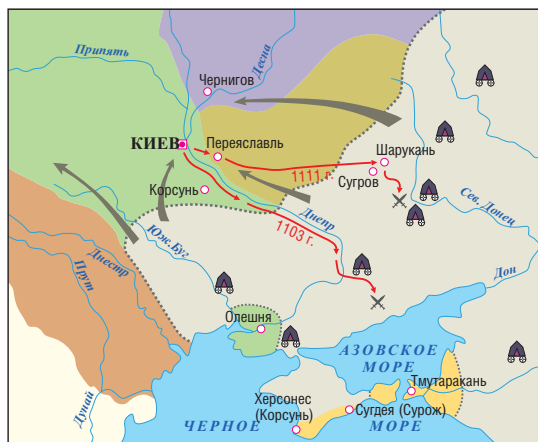 Припять
Чернигов
Десна
КИЕВ
Переяславль
Шарукань
1111 г.
Сугров
Корсунь
Днепр
Сев. Донец
1103 г.
Юж.Буг
Днестр
Прут
Дон
Олешня
АЗОВСКОЕ
МОРЕ
Тмутаракань
Херсонес
(Корсунь)
Сугдея (Сурож)
Дунай
ЧЕРНОЕ
МОРЕ